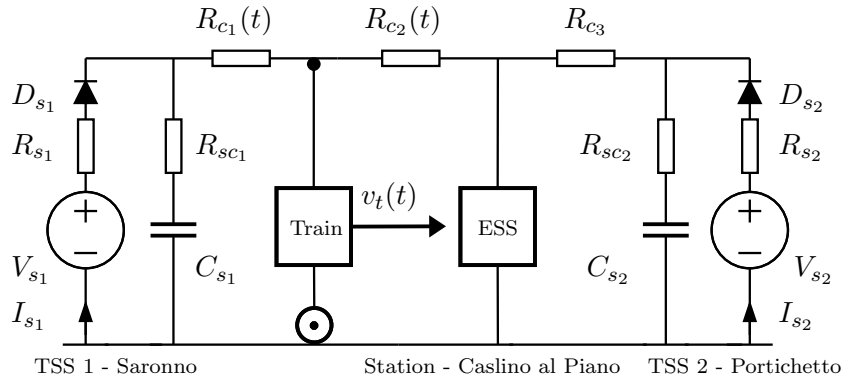 R_{c_1}(t) R_{c_2}(t) R_{c_3}
D_{s_1} D_{s_2}
R_{s_1} R_{sc_1} R_{sc_2} R_{s_2}
v_t(t)
+ Train ESS +
−  −
V_{s_1} C_{s_1} C_{s_2} V_{s_2}
I_{s_1} I_{s_2}
TSS 1 - Saronno Station - Caslino al Piano TSS 2 - Portichetto